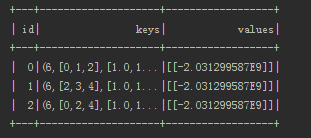 +---+--------------------+------------------+
| id|                keys|            values|
+---+--------------------+------------------+
|  0|(6,[0,1,2],[1.0,1...|[[-2.031299587E9]]|
|  1|(6,[2,3,4],[1.0,1...|[[-2.031299587E9]]|
|  2|(6,[0,2,4],[1.0,1...|[[-2.031299587E9]]|
+---+--------------------+------------------+